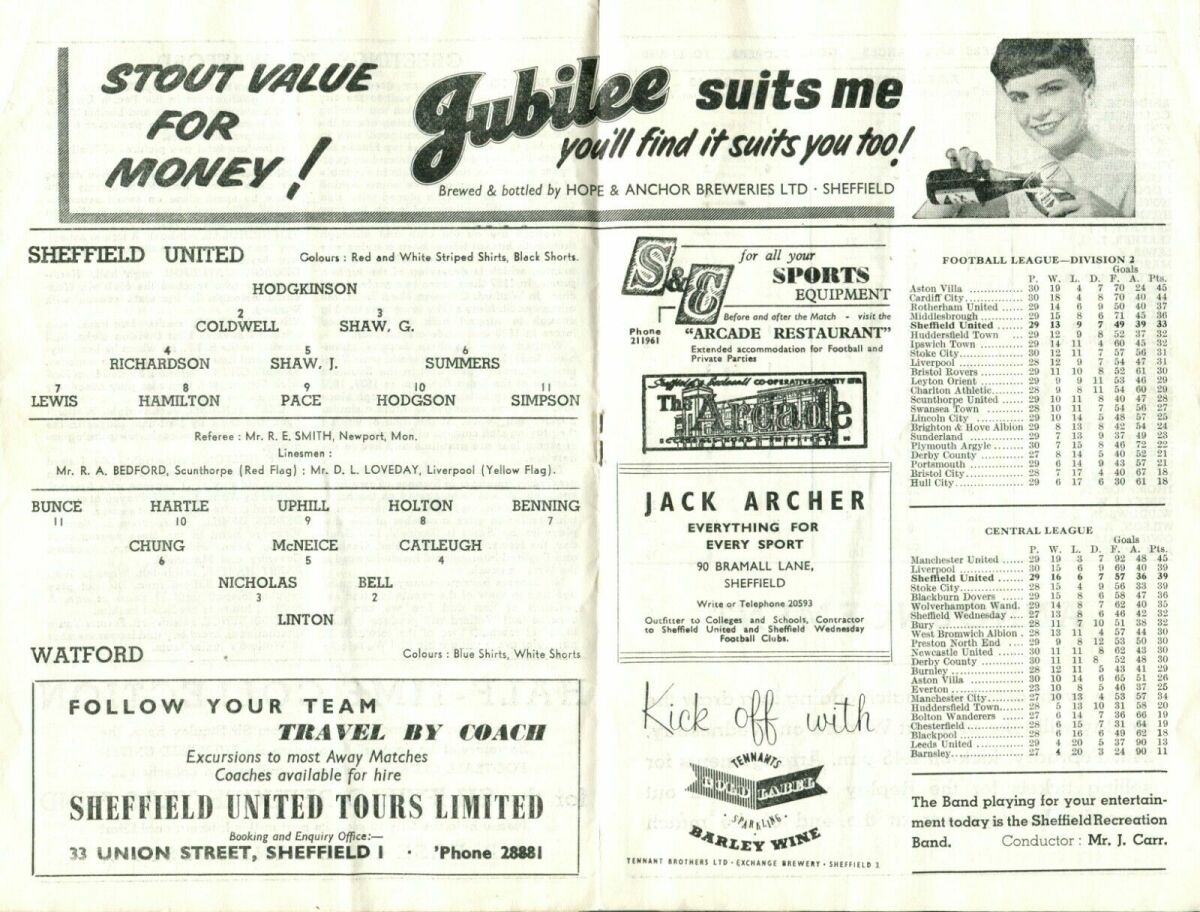 STOUT VALUE
FOR
MONEY!
Jubilee suits me
you'll find it suits you too!
Brewed & bottled by HOPE & ANCHOR BREWERIES LTD · SHEFFIELD
SHEFFIELD UNITED Colours : Red and White Striped Shirts, Black Shorts.
HODGKINSON
2 3
COLDWELL SHAW, G.
4 5 6
RICHARDSON SHAW, J. SUMMERS
7 8 9 10 11
LEWIS HAMILTON PACE HODGSON SIMPSON
Referee : Mr. R. E. SMITH, Newport, Mon.
Linesmen :
Mr. R. A. BEDFORD, Scunthorpe (Red Flag) ; Mr. D. L. LOVEDAY, Liverpool (Yellow Flag).
BUNCE HARTLE UPHILL HOLTON BENNING
11 10 9 8 7
CHUNG McNEICE CATLEUGH
6 5 4
NICHOLAS BELL
3 2
LINTON
WATFORD Colours : Blue Shirts, White Shorts
FOLLOW YOUR TEAM
TRAVEL BY COACH
Excursions to most Away Matches
Coaches available for hire
SHEFFIELD UNITED TOURS LIMITED
Booking and Enquiry Office:—
33 UNION STREET, SHEFFIELD 1 · 'Phone 28881
S&E
for all your
SPORTS
EQUIPMENT
Before and after the Match - visit the
Phone
211961
"ARCADE RESTAURANT"
Extended accommodation for Football and
Private Parties
Sheffield & Ecclesall CO-OPERATIVE SOCIETY LTD.
The Arcade
ECCLESALL ROAD SHEFFIELD
JACK ARCHER
EVERYTHING FOR
EVERY SPORT
90 BRAMALL LANE,
SHEFFIELD
Write or Telephone 20593
Outfitter to Colleges and Schools, Contractor
to Sheffield United and Sheffield Wednesday
Football Clubs.
Kick off with
TENNANTS
GOLD LABEL
· SPARKLING ·
BARLEY WINE
TENNANT BROTHERS LTD · EXCHANGE BREWERY · SHEFFIELD 3
FOOTBALL LEAGUE—DIVISION 2
Goals
P. W. L. D. F. A. Pts.
Aston Villa 30 19 4 7 70 24 45
Cardiff City 30 18 4 8 70 40 44
Rotherham United 29 14 6 9 50 40 37
Middlesbrough 29 15 8 6 71 45 36
Sheffield United 29 13 9 7 49 39 33
Huddersfield Town 29 12 9 8 52 37 32
Ipswich Town 29 14 11 4 60 45 32
Stoke City 30 12 11 7 57 56 31
Liverpool 28 12 9 7 54 47 31
Bristol Rovers 29 11 10 8 52 61 30
Leyton Orient 29 9 9 11 53 46 29
Charlton Athletic 28 9 8 11 54 60 29
Scunthorpe United 29 10 11 8 40 47 28
Swansea Town 28 10 11 7 54 56 27
Lincoln City 29 10 14 5 48 57 25
Brighton & Hove Albion 29 8 13 8 42 54 24
Sunderland 29 7 13 9 37 49 23
Plymouth Argyle 30 7 15 8 46 72 22
Derby County 27 8 14 5 40 52 21
Portsmouth 29 6 14 9 43 57 21
Bristol City 28 7 17 4 40 67 18
Hull City 29 6 17 6 30 61 18
CENTRAL LEAGUE
Goals
P. W. L. D. F. A. Pts.
Manchester United 29 19 3 7 92 48 45
Liverpool 30 15 6 9 69 40 39
Sheffield United 29 16 6 7 57 36 39
Stoke City 28 15 4 9 56 33 39
Blackburn Dovers 29 15 8 6 58 47 36
Wolverhampton Wand. 29 14 8 7 62 40 35
Sheffield Wednesday 27 13 8 6 46 42 32
Bury 28 11 7 10 51 38 32
West Bromwich Albion 28 13 11 4 57 44 30
Preston North End 29 9 8 12 53 50 30
Newcastle United 30 11 11 8 62 43 30
Derby County 30 11 11 8 52 48 30
Burnley 28 12 11 5 43 41 29
Aston Villa 30 10 14 6 65 51 26
Everton 23 10 8 5 46 37 25
Manchester City 27 10 13 4 53 57 34
Huddersfield Town 28 5 13 10 31 58 20
Bolton Wanderers 27 6 14 7 36 66 19
Chesterfield 28 6 15 7 31 64 19
Blackpool 28 6 16 6 49 62 18
Leeds United 29 4 20 5 37 90 13
Barnsley 27 4 20 3 24 90 11
The Band playing for your entertain-
ment today is the Sheffield Recreation
Band. Conductor : Mr. J. Carr.